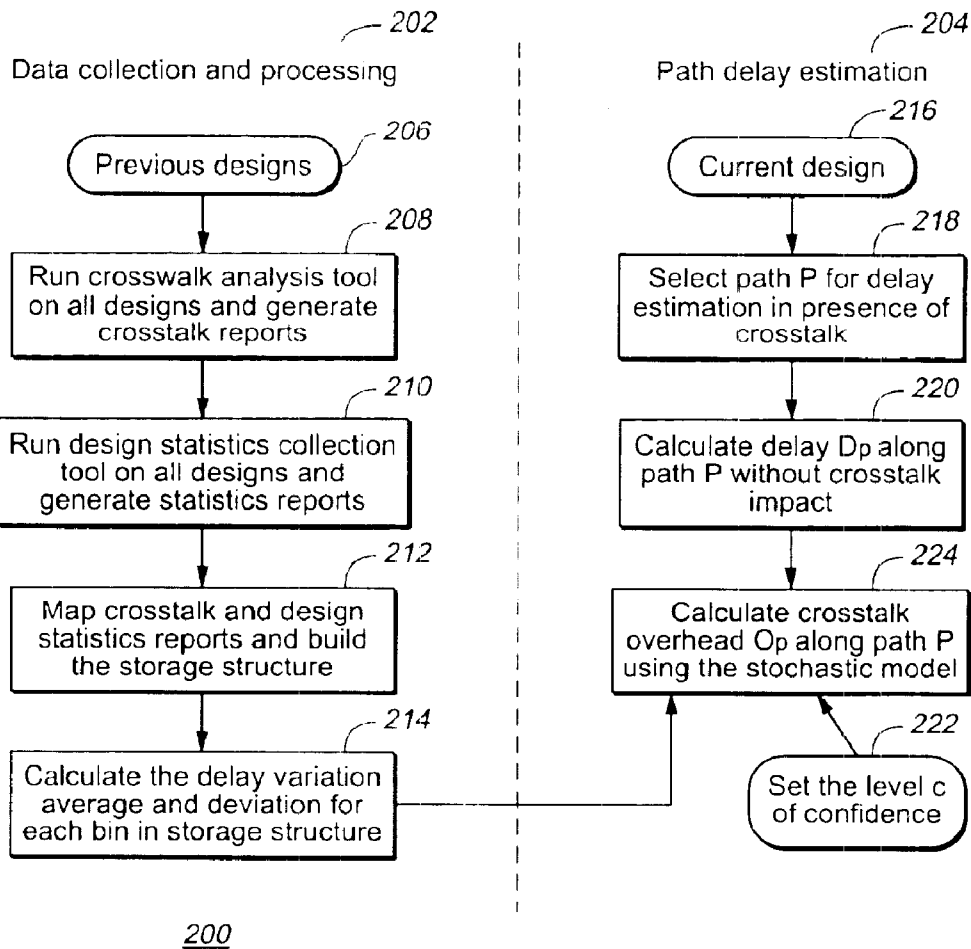 202
Data collection and processing
206
Previous designs
208
Run crosswalk analysis tool
on all designs and generate
crosstalk reports
210
Run design statistics collection
tool on all designs and
generate statistics reports
212
Map crosstalk and design
statistics reports and build
the storage structure
214
Calculate the delay variation
average and deviation for
each bin in storage structure
204
Path delay estimation
216
Current design
218
Select path P for delay
estimation in presence of
crosstalk
220
Calculate delay Dp along
path P without crosstalk
impact
224
Calculate crosstalk
overhead Op along path P
using the stochastic model
222
Set the level c
of confidence
200